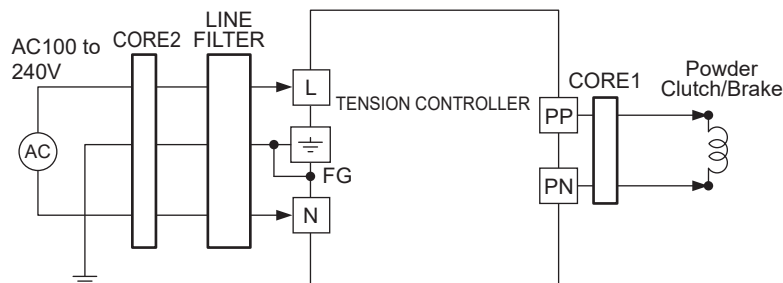 LINE
FILTER
CORE2
AC100 to
240V
L
TENSION CONTROLLER
CORE1
Powder
Clutch/Brake
PP
AC
FG
PN
N